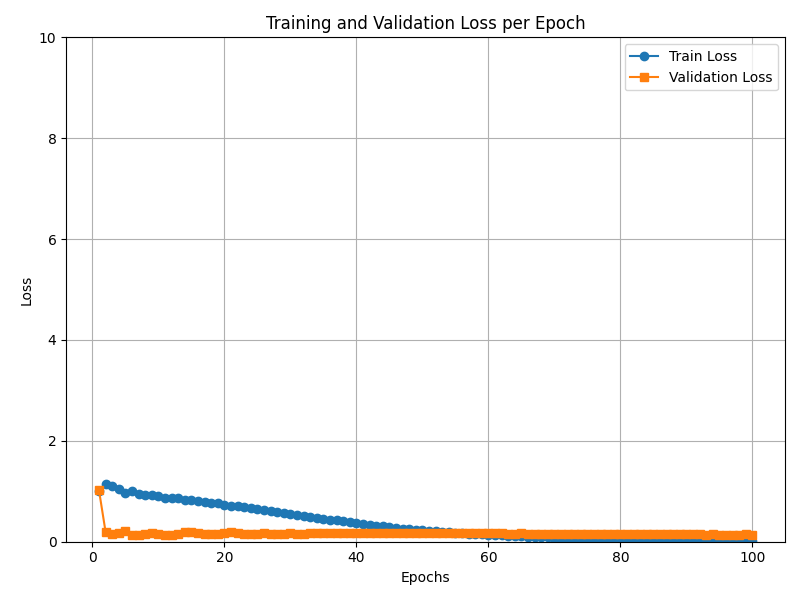 Training and Validation Loss per Epoch
Train Loss
Validation Loss
Loss
10
8
6
4
2
0
0 20 40 60 80 100
Epochs